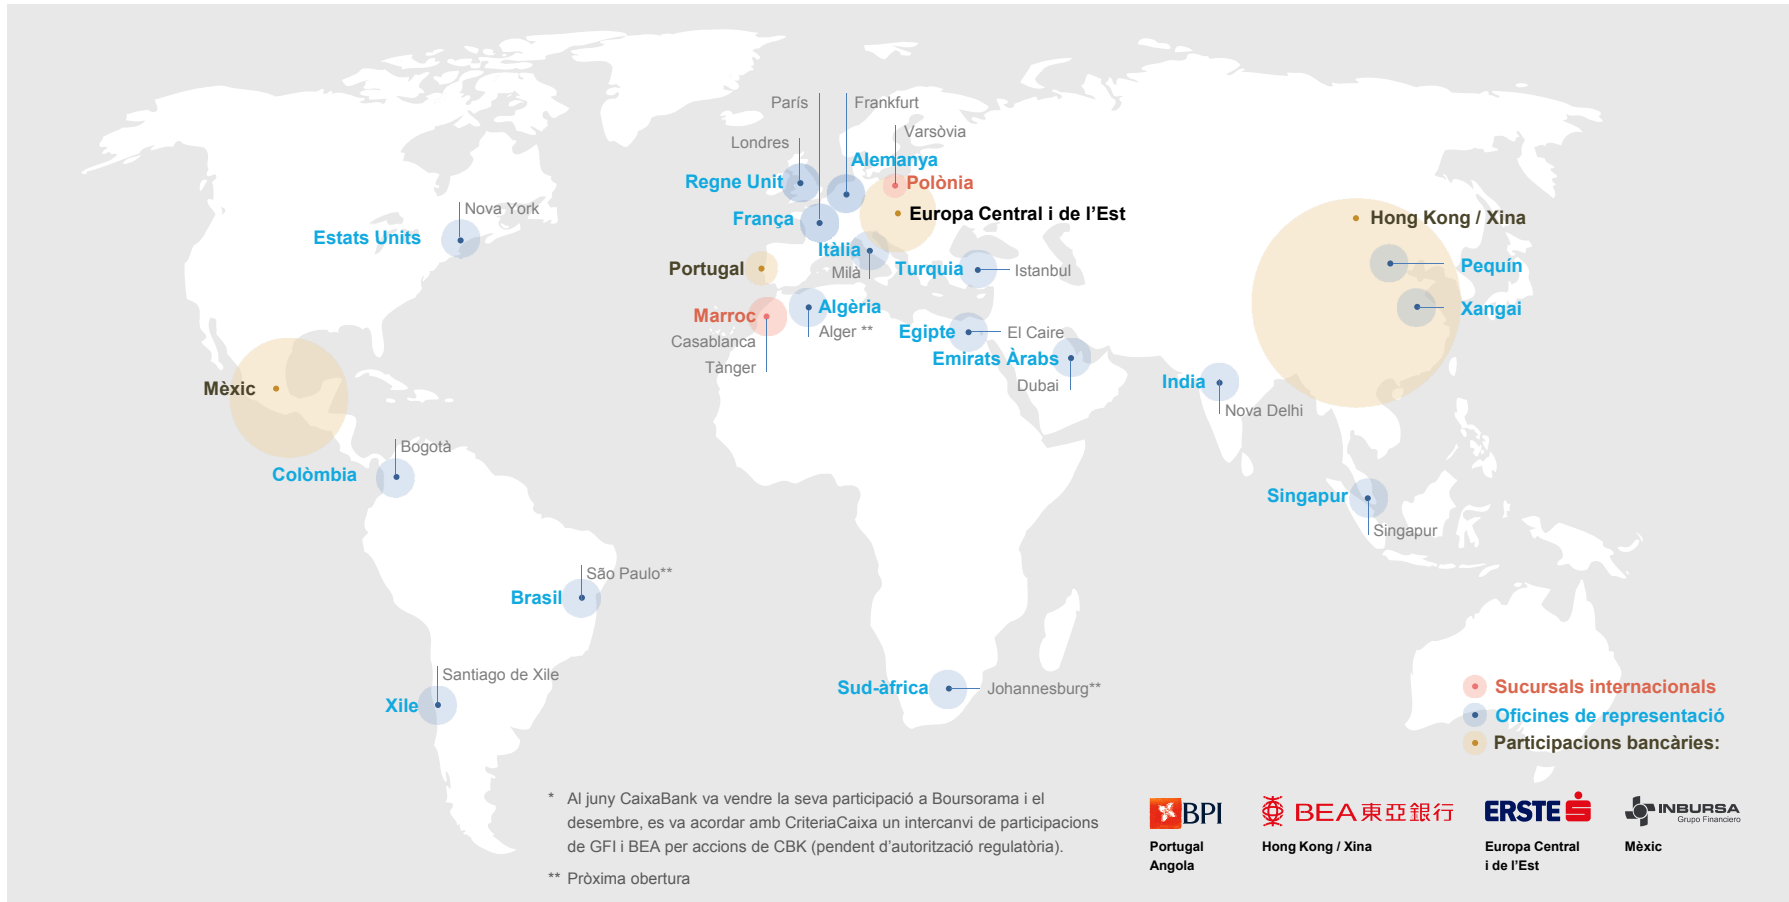 París
Frankfurt
Varsòvia
Londres
Alemanya
Regne Unit
Polònia
Nova York
França
Europa Central i de l’Est
Hong Kong / Xina
Estats Units
Itàlia
Portugal
Milà
Turquia
Istanbul
Pequín
Marroc
Algèria
Xangai
Casablanca
Alger **
Egipte
El Caire
Tànger
Emirats Àrabs
Dubai
Mèxic
India
Nova Delhi
Bogotà
Colòmbia
Singapur
Singapur
São Paulo**
Brasil
Santiago de Xile
Xile
Sud-àfrica
Johannesburg**
Sucursals internacionals
Oficines de representació
Participacions bancàries:
* Al juny CaixaBank va vendre la seva participació a Boursorama i el
desembre, es va acordar amb CriteriaCaixa un intercanvi de participacions
de GFI i BEA per accions de CBK (pendent d’autorització regulatòria).
** Pròxima obertura
BPI
Portugal
Angola
BEA東亞銀行
Hong Kong / Xina
ERSTE
Europa Central
i de l’Est
INBURSA
Grupo Financiero
Mèxic